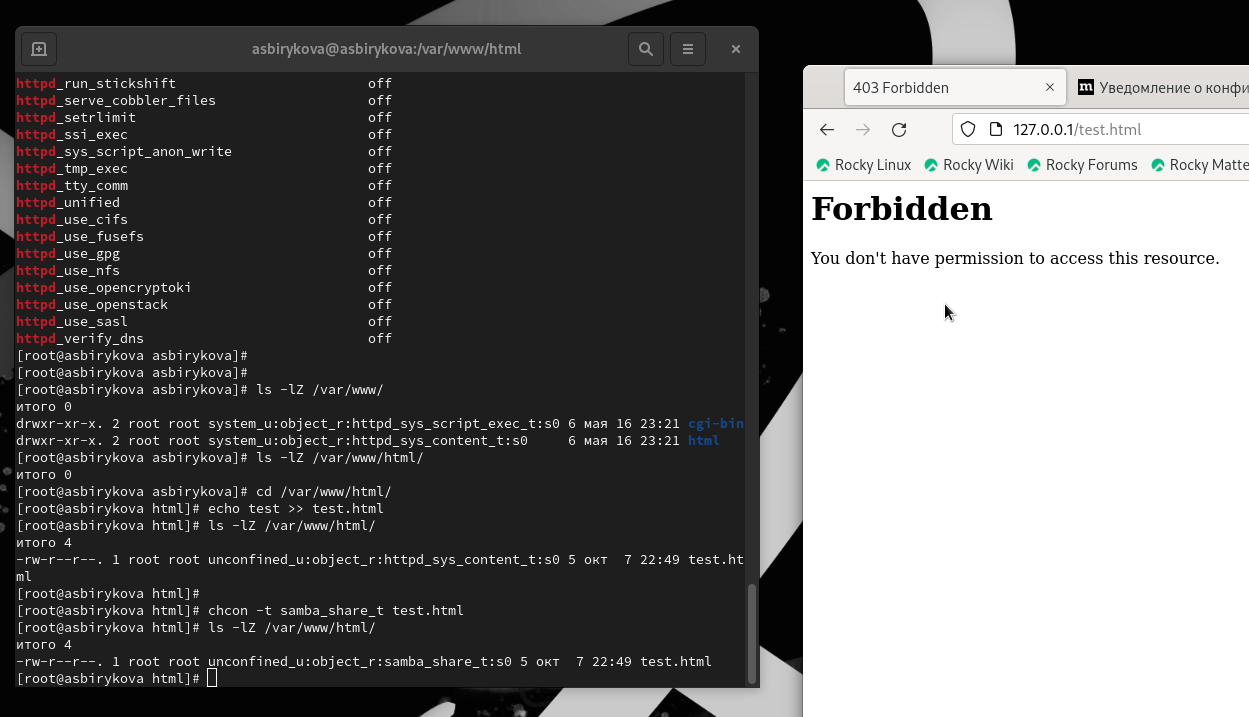 asbirykova@asbirykova:/var/www/html
httpd_run_stickshift off
httpd_serve_cobbler_files off
httpd_setrlimit off
httpd_ssi_exec off
httpd_sys_script_anon_write off
httpd_tmp_exec off
httpd_tty_comm off
httpd_unified off
httpd_use_cifs off
httpd_use_fusefs off
httpd_use_gpg off
httpd_use_nfs off
httpd_use_opencryptoki off
httpd_use_openstack off
httpd_use_sasl off
httpd_verify_dns off
[root@asbirykova asbirykova]#
[root@asbirykova asbirykova]#
[root@asbirykova asbirykova]# ls -lZ /var/www/
итого 0
drwxr-xr-x. 2 root root system_u:object_r:httpd_sys_script_exec_t:s0 6 мая 16 23:21 cgi-bin
drwxr-xr-x. 2 root root system_u:object_r:httpd_sys_content_t:s0 6 мая 16 23:21 html
[root@asbirykova asbirykova]# ls -lZ /var/www/html/
итого 0
[root@asbirykova asbirykova]# cd /var/www/html/
[root@asbirykova html]# echo test >> test.html
[root@asbirykova html]# ls -lZ /var/www/html/
итого 4
-rw-r--r--. 1 root root unconfined_u:object_r:httpd_sys_content_t:s0 5 окт 7 22:49 test.ht
ml
[root@asbirykova html]#
[root@asbirykova html]# chcon -t samba_share_t test.html
[root@asbirykova html]# ls -lZ /var/www/html/
итого 4
-rw-r--r--. 1 root root unconfined_u:object_r:samba_share_t:s0 5 окт 7 22:49 test.html
[root@asbirykova html]#
403 Forbidden
m Уведомление о конфи
127.0.0.1/test.html
Rocky Linux Rocky Wiki Rocky Forums Rocky Matte
Forbidden
You don't have permission to access this resource.